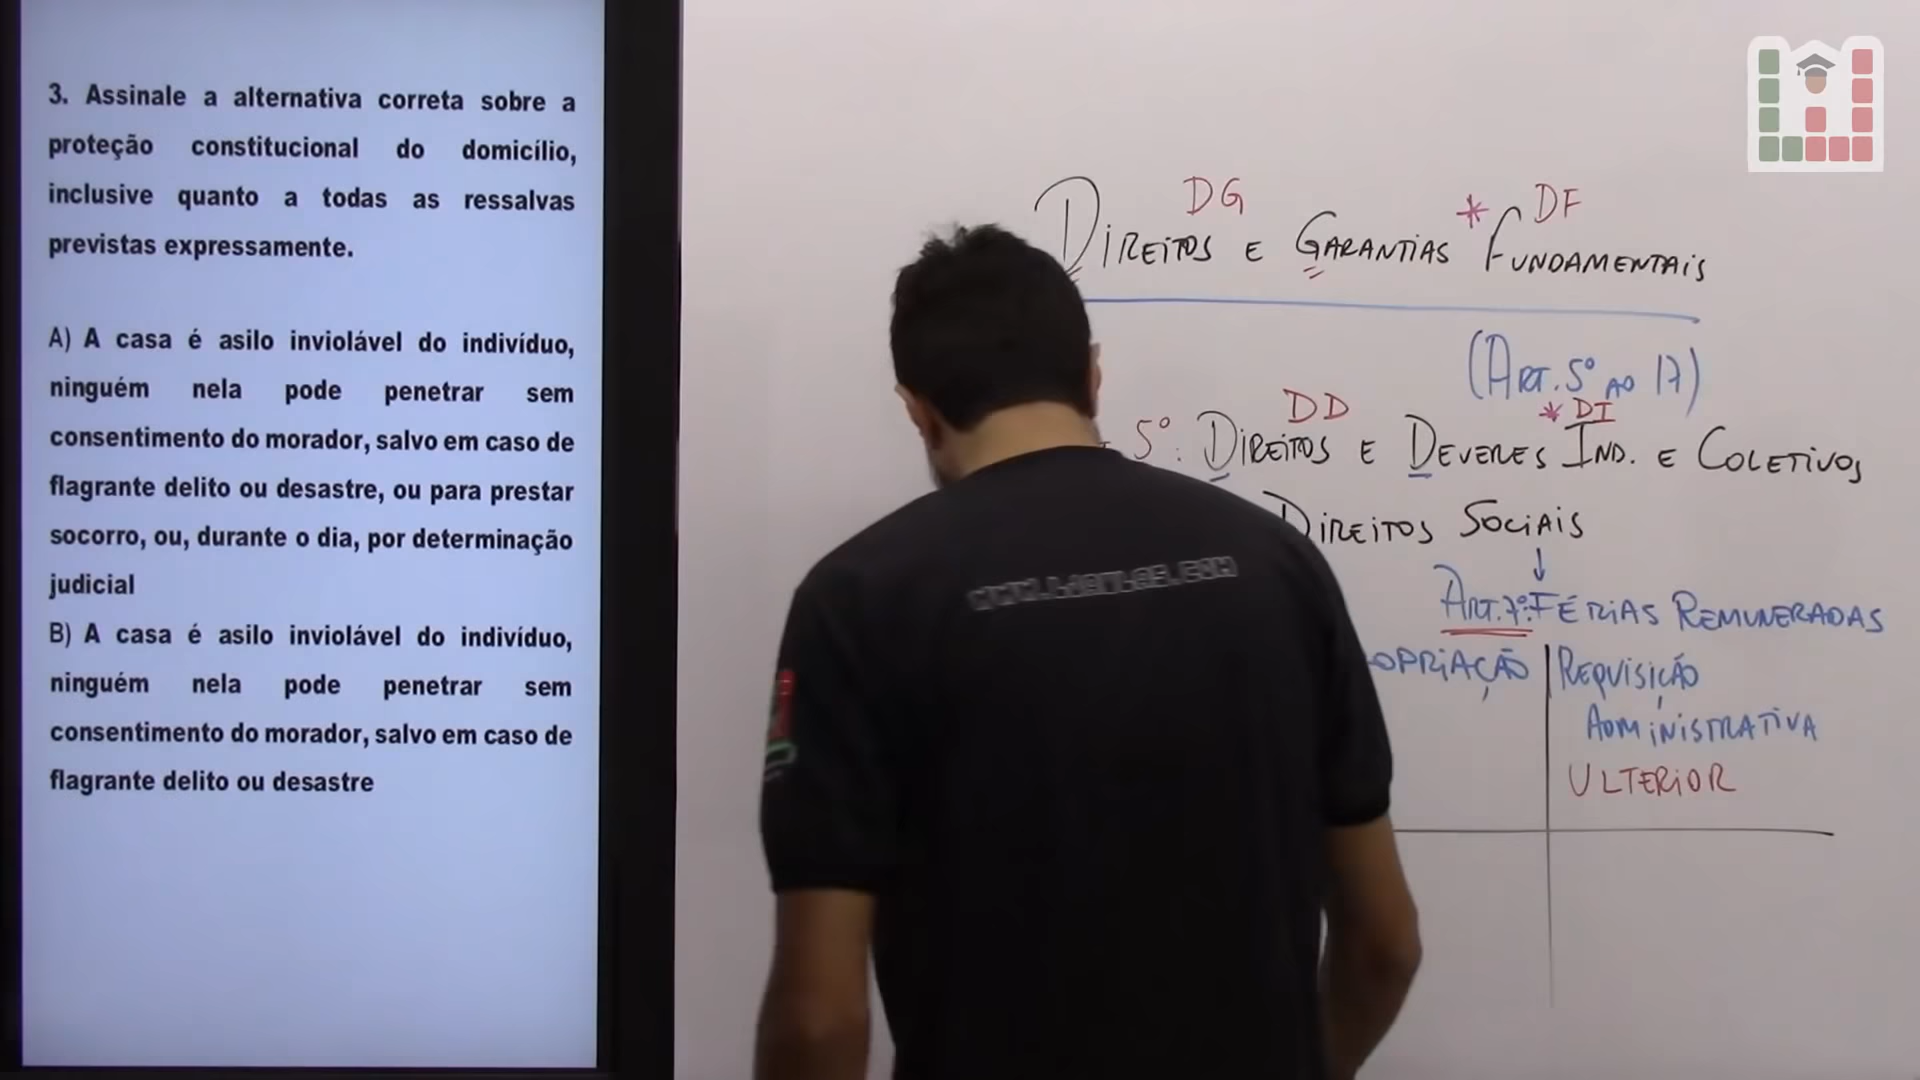 3. Assinale a alternativa correta sobre a
proteção constitucional do domicílio,
inclusive quanto a todas as ressalvas
previstas expressamente.
A) A casa é asilo inviolável do indivíduo,
ninguém nela pode penetrar sem
consentimento do morador, salvo em caso de
flagrante delito ou desastre, ou para prestar
socorro, ou, durante o dia, por determinação
judicial
B) A casa é asilo inviolável do indivíduo,
ninguém nela pode penetrar sem
consentimento do morador, salvo em caso de
flagrante delito ou desastre
DG * DF
DIREITOS E GARANTIAS FUNDAMENTAIS
(ART. 5º AO 17)
DD * DI
5º: DIREITOS E DEVERES IND. E COLETIVOS
DIREITOS SOCIAIS
↓
ART. 7º: FÉRIAS REMUNERADAS
OPRIAÇÃO REQUISIÇÃO
ADMINISTRATIVA
ULTERIOR